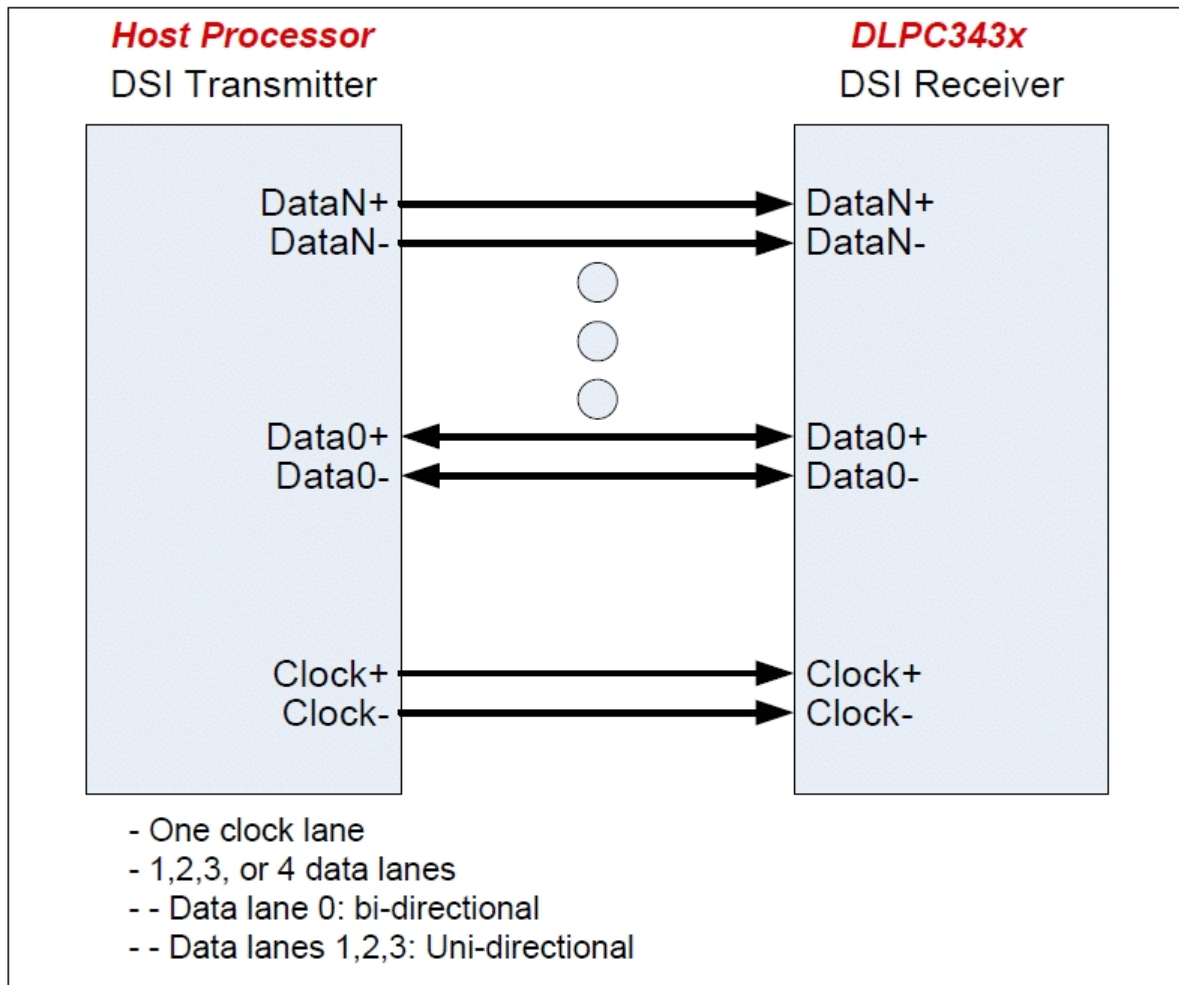 Host Processor
DSI Transmitter
DLPC343x
DSI Receiver
DataN+
DataN-
DataN+
DataN-
Data0+
Data0-
Data0+
Data0-
Clock+
Clock-
Clock+
Clock-
- One clock lane
- 1,2,3, or 4 data lanes
- - Data lane 0: bi-directional
- - Data lanes 1,2,3: Uni-directional